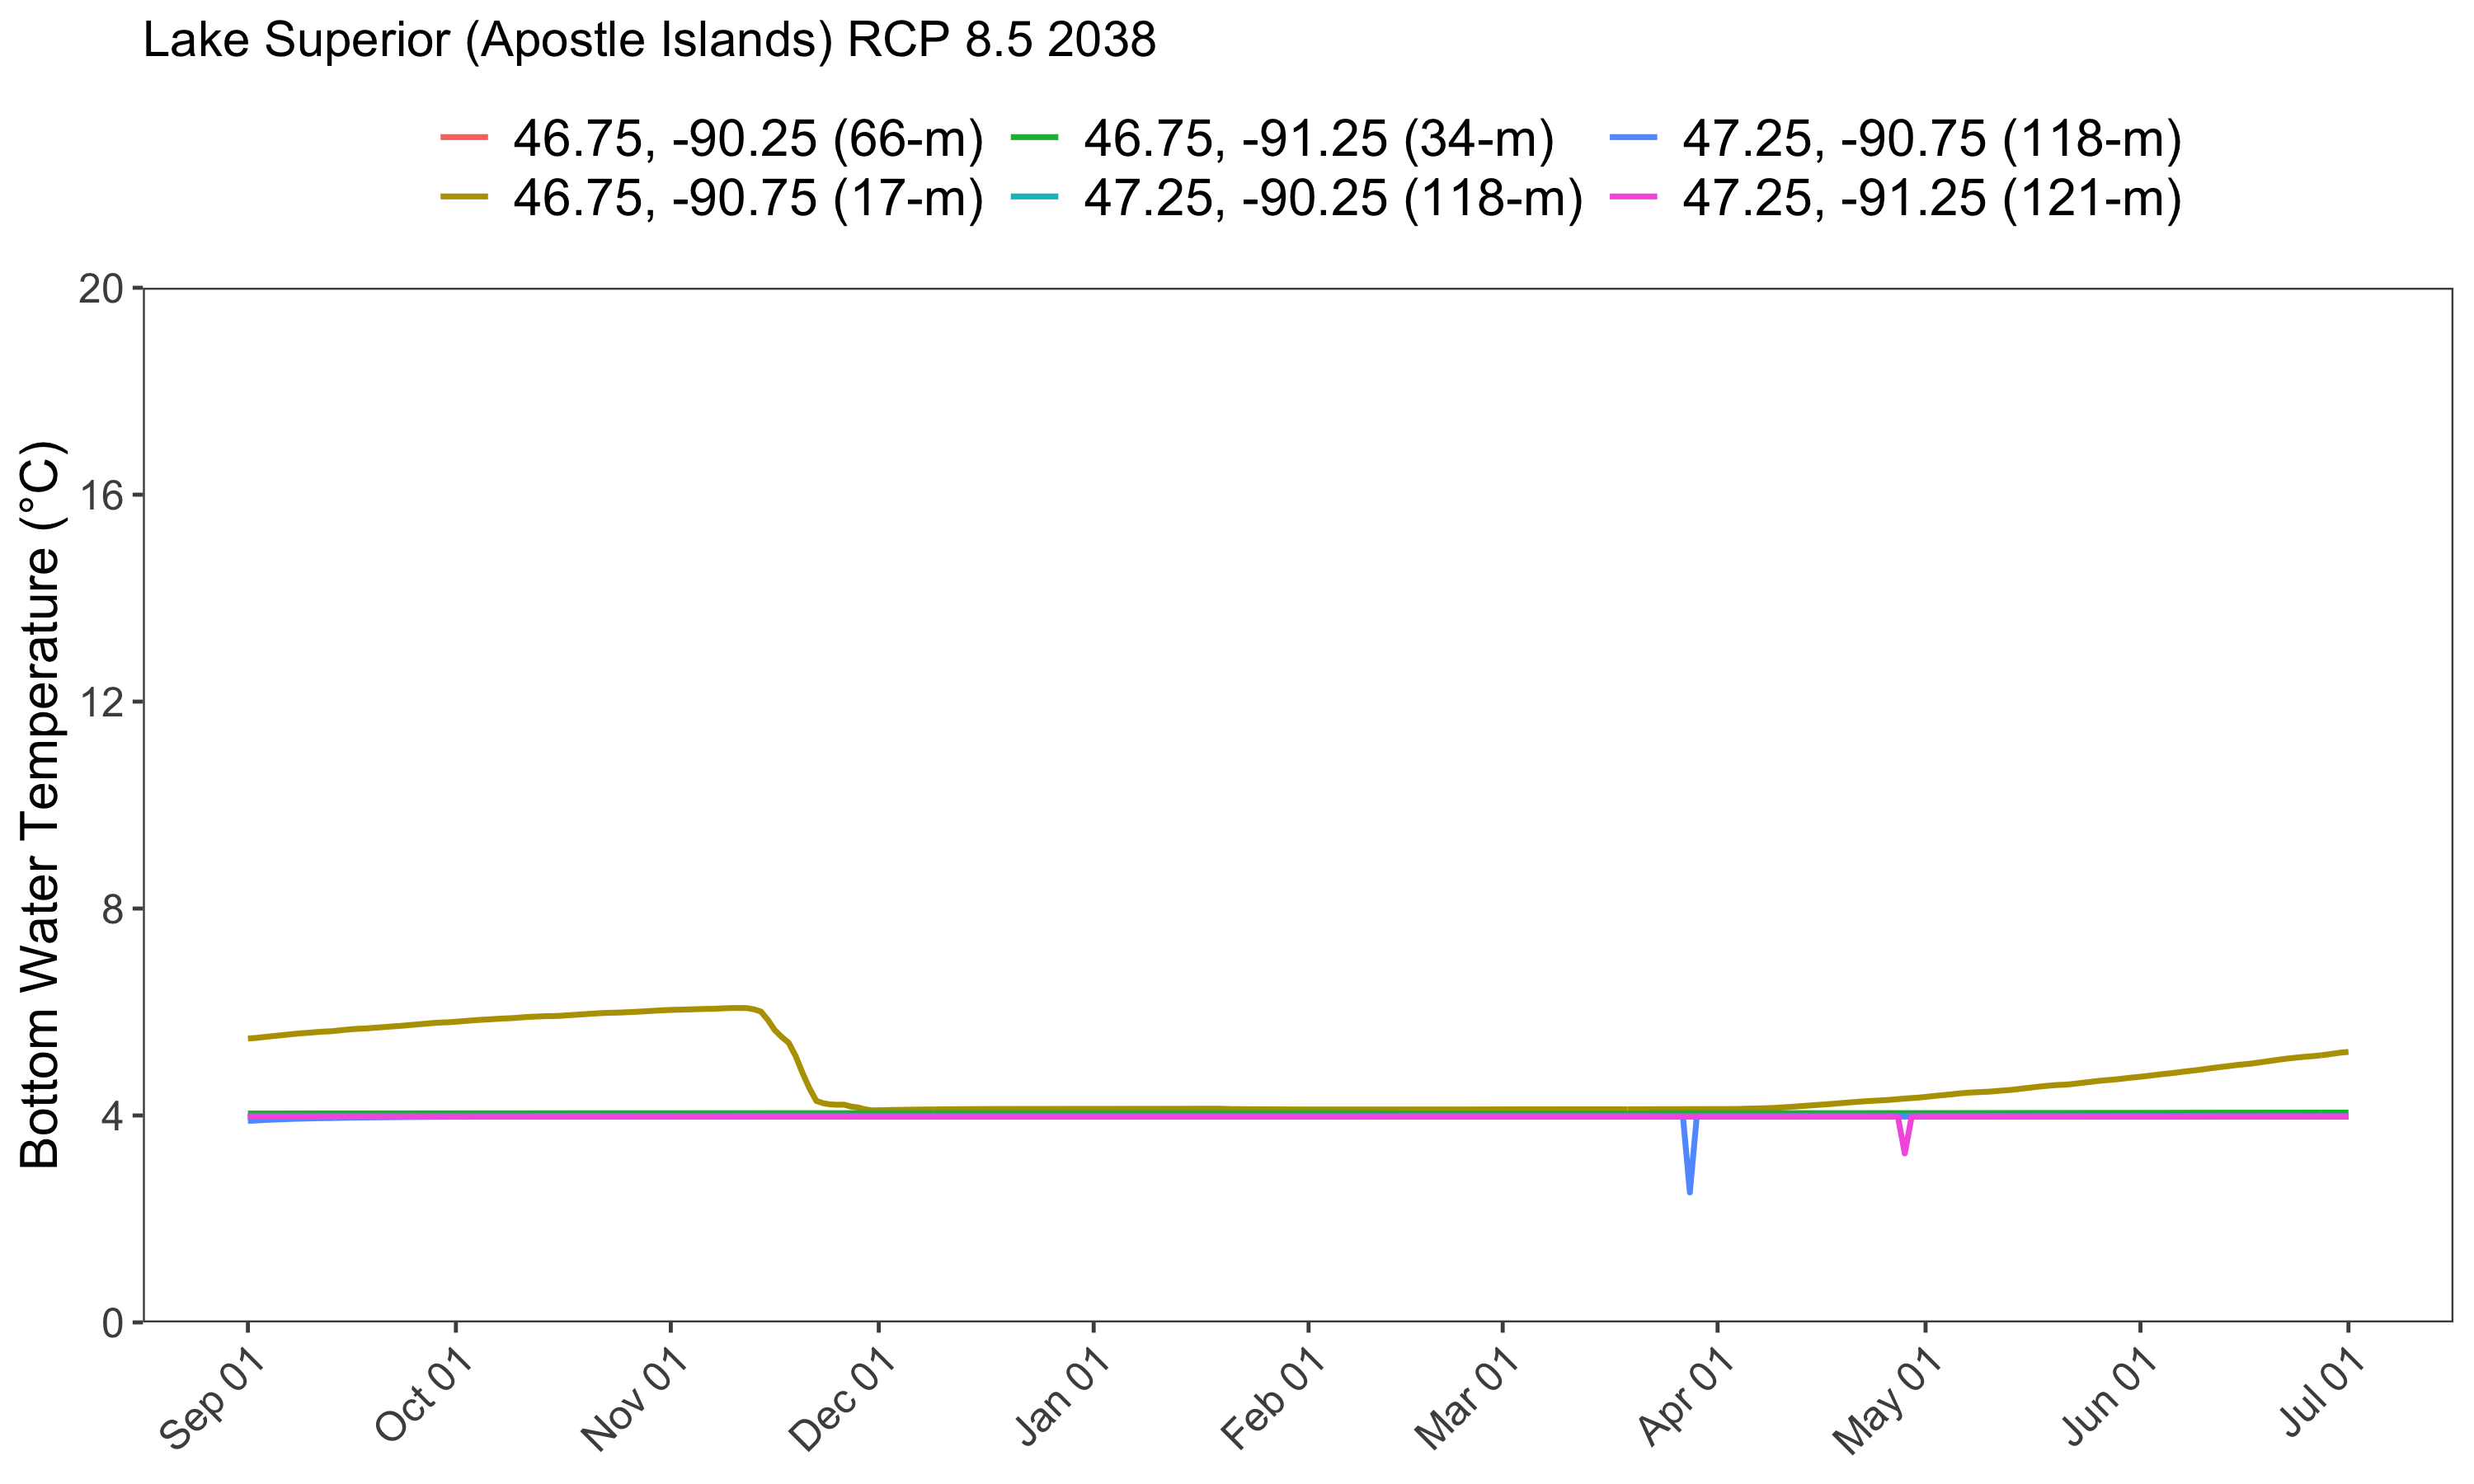 Lake Superior (Apostle Islands) RCP 8.5 2038
46.75, -90.25 (66-m) 46.75, -91.25 (34-m) 47.25, -90.75 (118-m)
46.75, -90.75 (17-m) 47.25, -90.25 (118-m) 47.25, -91.25 (121-m)
Bottom Water Temperature (°C)
20
16
12
8
4
0
Sep 01 Oct 01 Nov 01 Dec 01 Jan 01 Feb 01 Mar 01 Apr 01 May 01 Jun 01 Jul 01